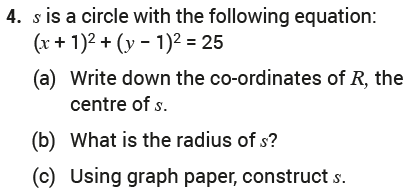 4. s is a circle with the following equation:
(x + 1)² + (y − 1)² = 25
(a) Write down the co-ordinates of R, the
centre of s.
(b) What is the radius of s?
(c) Using graph paper, construct s.